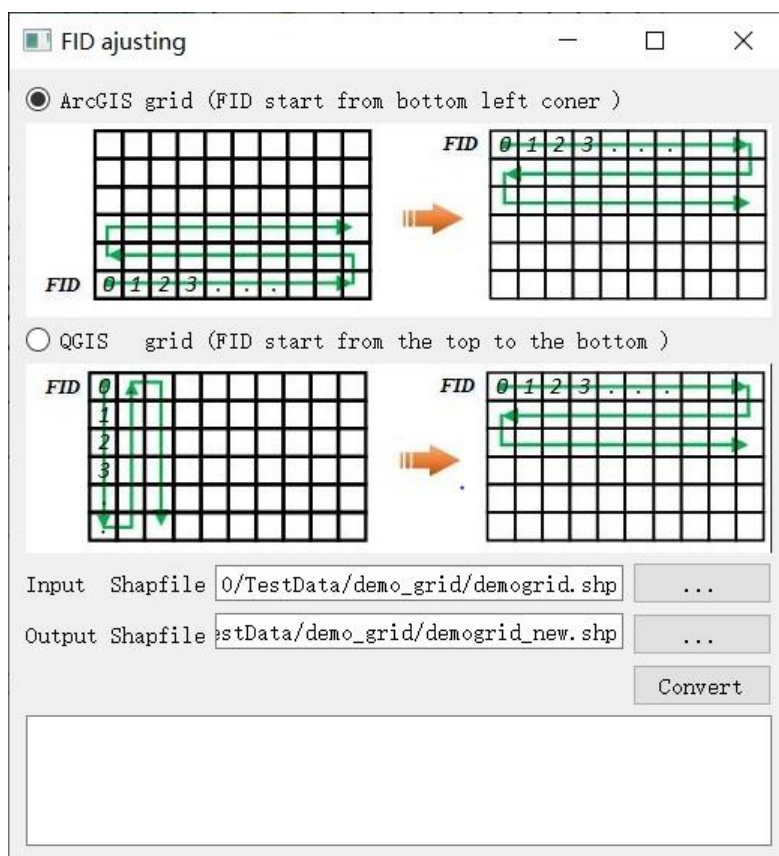 FID ajusting
ArcGIS grid (FID start from bottom left coner )
FID 0 1 2 3 . . .
FID 0 1 2 3 . . .
QGIS grid (FID start from the top to the bottom )
FID 0
1
2
3
.
.
FID 0 1 2 3 . . .
Input Shapfile 0/TestData/demo_grid/demogrid.shp ...
Output Shapfile estData/demo_grid/demogrid_new.shp ...
Convert